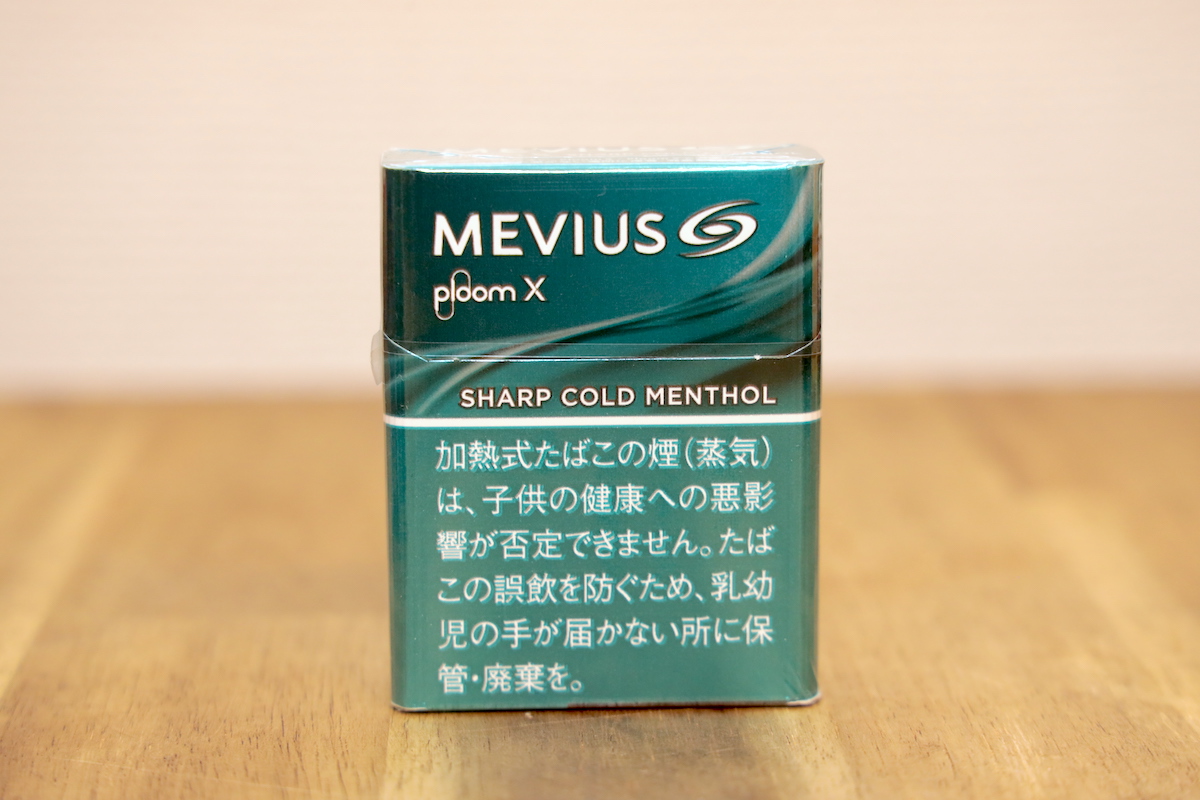 MEVIUS
ploom X
SHARP COLD MENTHOL
加熱式たばこの煙(蒸気)
は、子供の健康への悪影
響が否定できません。たば
この誤飲を防ぐため、乳幼
児の手が届かない所に保
管・廃棄を。